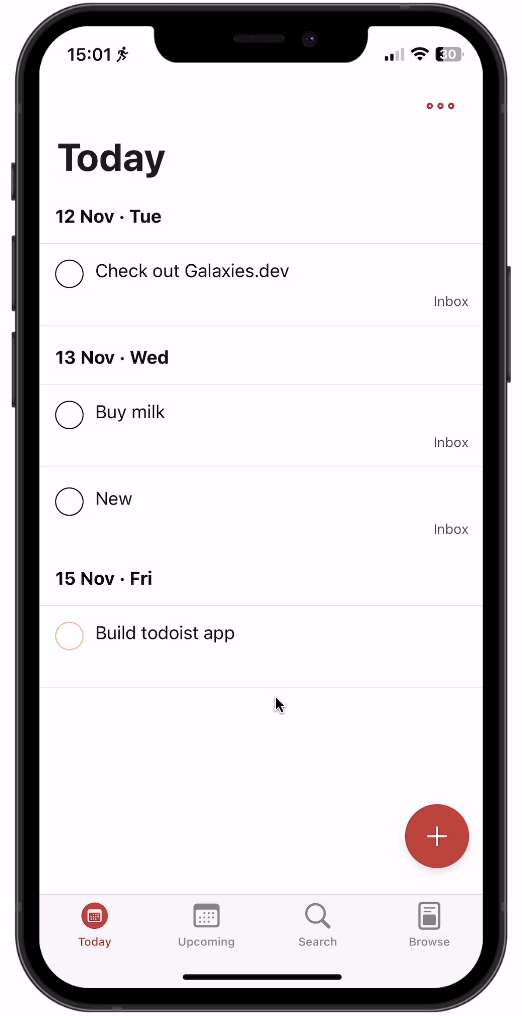 15:01
30
Today
12 Nov · Tue
Check out Galaxies.dev
Inbox
13 Nov · Wed
Buy milk
Inbox
New
Inbox
15 Nov · Fri
Build todoist app
Today
Upcoming
Search
Browse